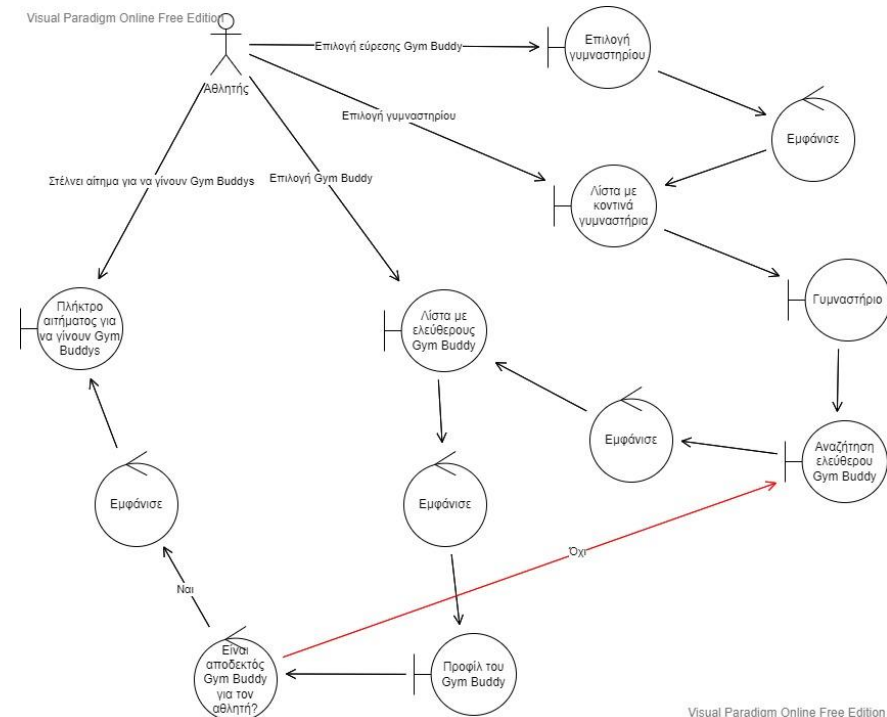 Visual Paradigm Online Free Edition
Αθλητής
Επιλογή εύρεσης Gym Buddy
Επιλογή
γυμναστηρίου
Επιλογή γυμναστηρίου
Εμφάνισε
Στέλνει αίτημα για να γίνουν Gym Buddys
Επιλογή Gym Buddy
Λίστα με
κοντινά
γυμναστήρια
Πλήκτρο
αιτήματος για
να γίνουν Gym
Buddys
Λίστα με
ελεύθερους
Gym Buddy
Γυμναστήριο
Εμφάνισε
Αναζήτηση
ελεύθερου
Gym Buddy
Εμφάνισε
Εμφάνισε
Όχι
Ναι
Είναι
αποδεκτός
Gym Buddy
για τον
αθλητή?
Προφίλ του
Gym Buddy
Visual Paradigm Online Free Edition